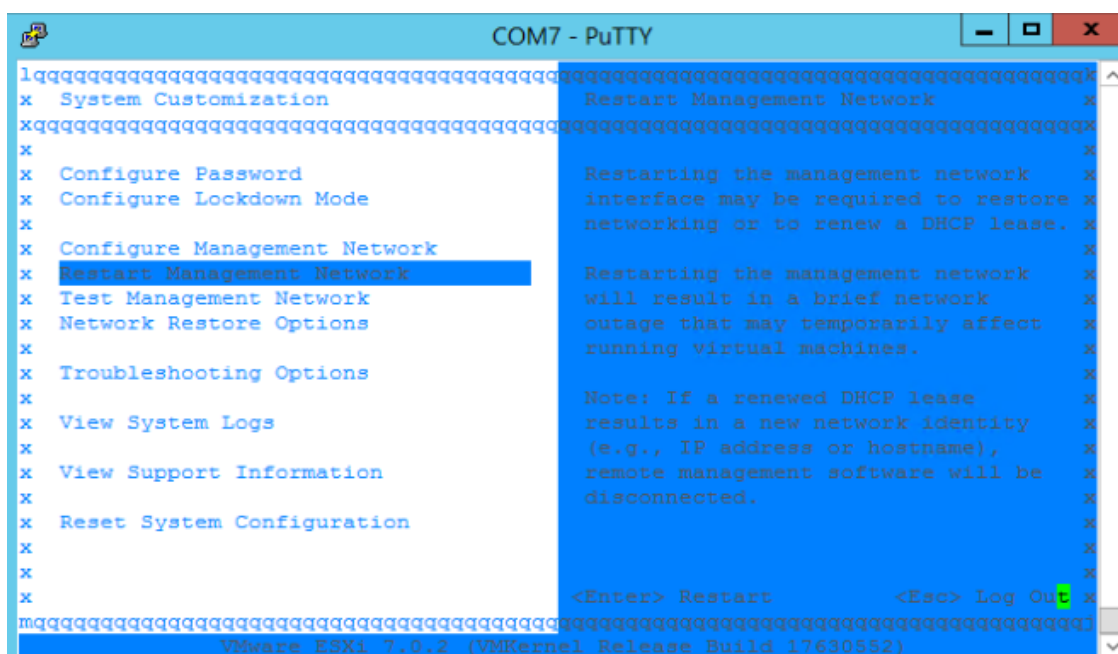 COM7 - PuTTY
lqqqqqqqqqqqqqqqqqqqqqqqqqqqqqqqqqqqqqqqqqqqqqqqqqqqqqqqqqqqqqqqqqqqqqqqqqqqqqqk
x System Customization Restart Management Network x
xqqqqqqqqqqqqqqqqqqqqqqqqqqqqqqqqqqqqqqqqqqqqqqqqqqqqqqqqqqqqqqqqqqqqqqqqqqqqqqx
x x
x Configure Password Restarting the management network x
x Configure Lockdown Mode interface may be required to restore x
x networking or to renew a DHCP lease. x
x Configure Management Network x
x Restart Management Network Restarting the management network x
x Test Management Network will result in a brief network x
x Network Restore Options outage that may temporarily affect x
x running virtual machines. x
x Troubleshooting Options x
x Note: If a renewed DHCP lease x
x View System Logs results in a new network identity x
x (e.g., IP address or hostname), x
x View Support Information remote management software will be x
x disconnected. x
x Reset System Configuration x
x x
x x
x <Enter> Restart <Esc> Log Out x
mqqqqqqqqqqqqqqqqqqqqqqqqqqqqqqqqqqqqqqqqqqqqqqqqqqqqqqqqqqqqqqqqqqqqqqqqqqqqqqj
VMware ESXi 7.0.2 (VMKernel Release Build 17630552)